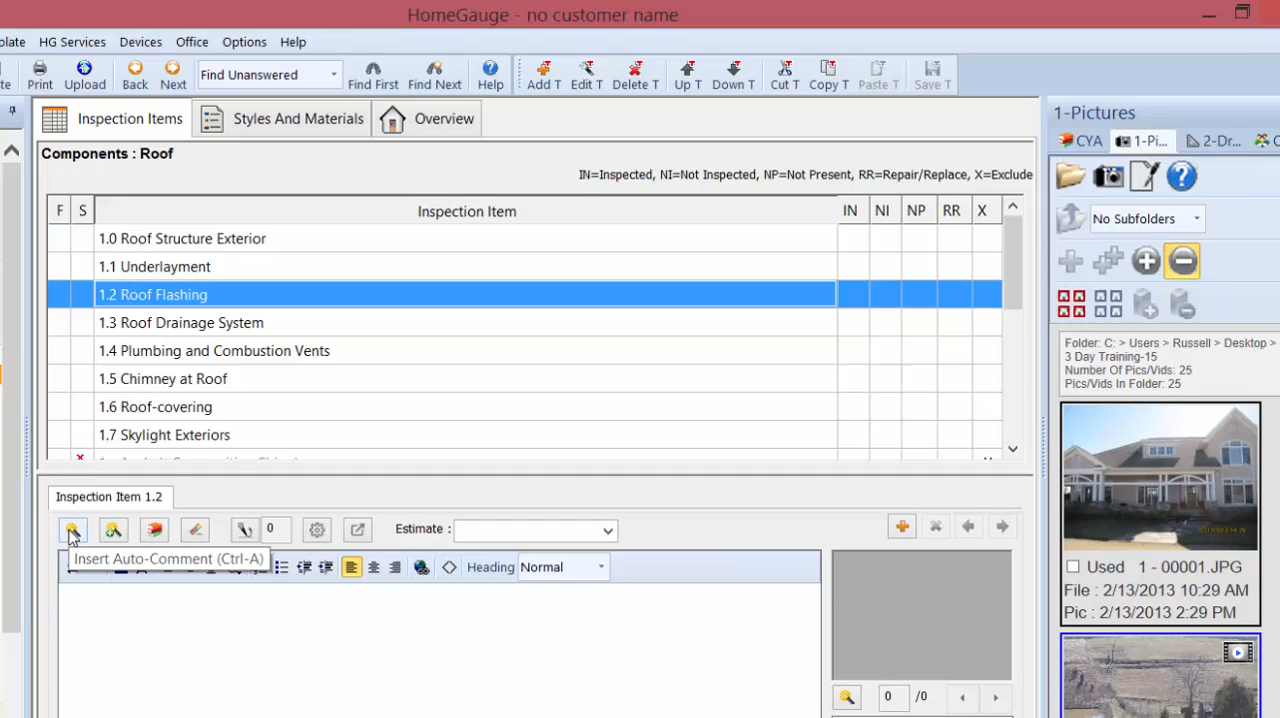 HomeGauge - no customer name
plate HG Services Devices Office Options Help
te Print Upload Back Next Find Unanswered Find First Find Next Help Add T Edit T Delete T Up T Down T Cut T Copy T Paste T Save T
Inspection Items Styles And Materials Overview
Components : Roof
IN=Inspected, NI=Not Inspected, NP=Not Present, RR=Repair/Replace, X=Exclude
F S Inspection Item IN NI NP RR X
1.0 Roof Structure Exterior
1.1 Underlayment
1.2 Roof Flashing
1.3 Roof Drainage System
1.4 Plumbing and Combustion Vents
1.5 Chimney at Roof
1.6 Roof-covering
1.7 Skylight Exteriors
Inspection Item 1.2
0 Estimate :
Insert Auto-Comment (Ctrl-A)
Heading Normal
0 /0
1-Pictures
CYA 1-Pi... 2-Dr... C
No Subfolders
Folder: C: > Users > Russell > Desktop >
3 Day Training-15
Number Of Pics/Vids: 25
Pics/Vids In Folder: 25
Used 1 - 00001.JPG
File : 2/13/2013 10:29 AM
Pic : 2/13/2013 2:29 PM